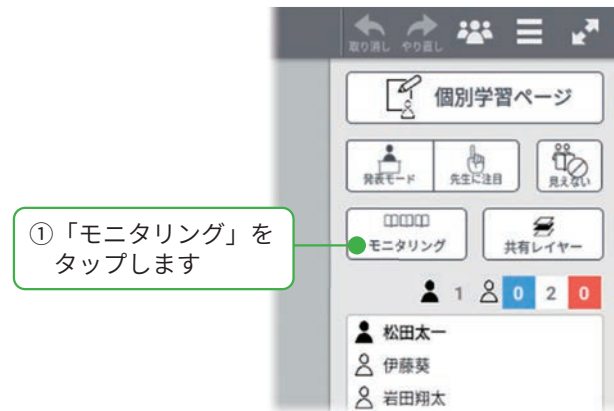 取り消し やり直し
個別学習ページ
発表モード 先生に注目 見えない
①「モニタリング」を
タップします
モニタリング 共有レイヤー
1 0 2 0
松田太一
伊藤葵
岩田翔太